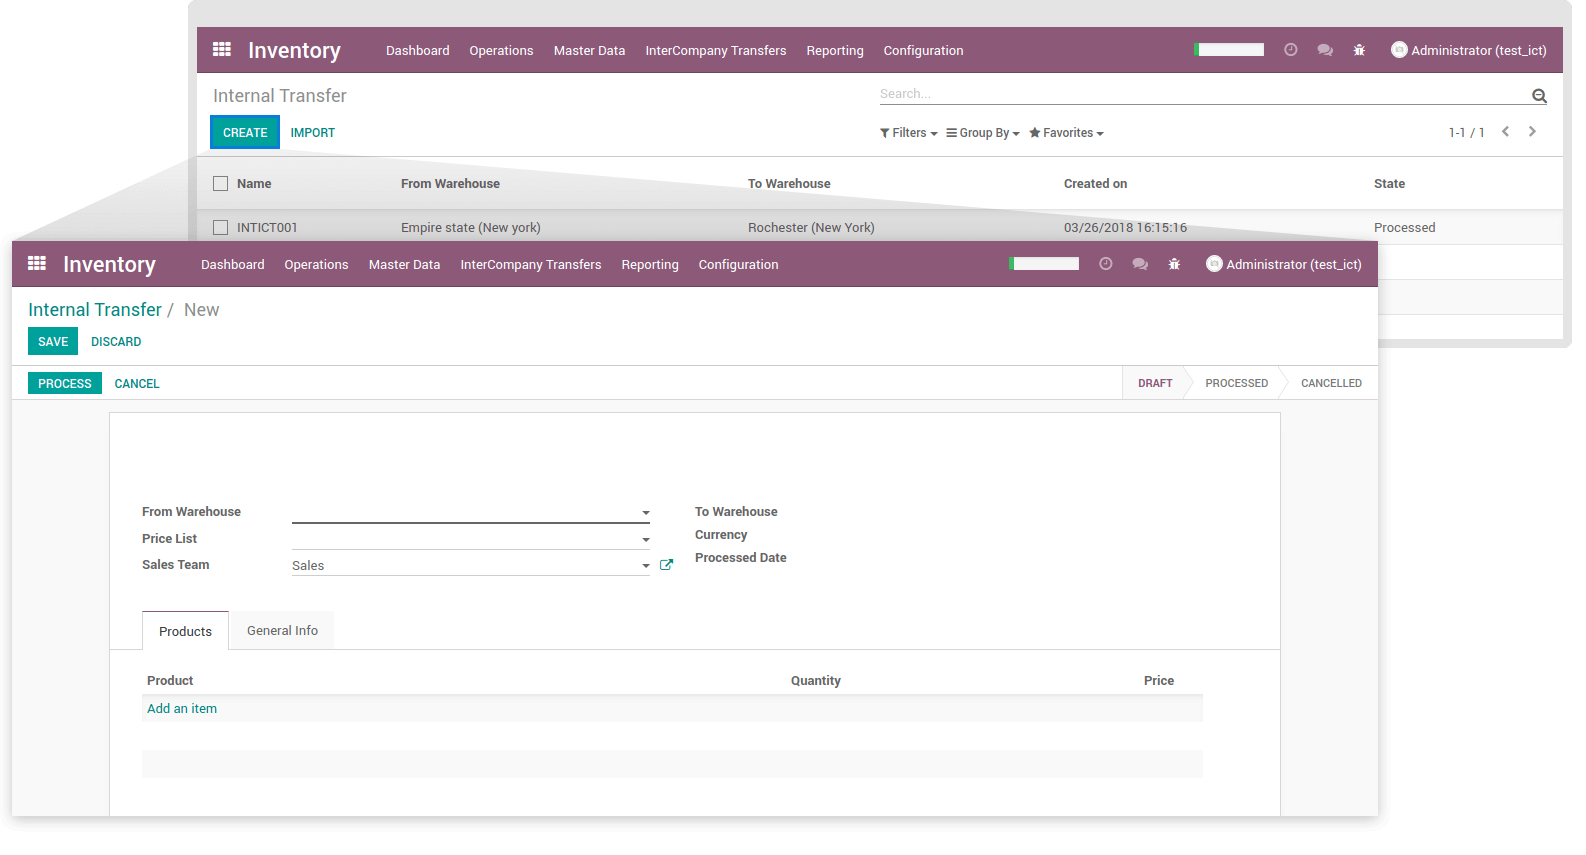 Inventory Dashboard Operations Master Data InterCompany Transfers Reporting Configuration Administrator (test_ict)
Internal Transfer Search...
CREATE IMPORT Filters Group By Favorites 1-1 / 1
Name From Warehouse To Warehouse Created on State
INTICT001 Empire state (New york) Rochester (New York) 03/26/2018 16:15:16 Processed
Inventory Dashboard Operations Master Data InterCompany Transfers Reporting Configuration Administrator (test_ict)
Internal Transfer / New
SAVE DISCARD
PROCESS CANCEL DRAFT PROCESSED CANCELLED
From Warehouse To Warehouse
Price List Currency
Sales Team Sales Processed Date
Products General Info
Product Quantity Price
Add an item